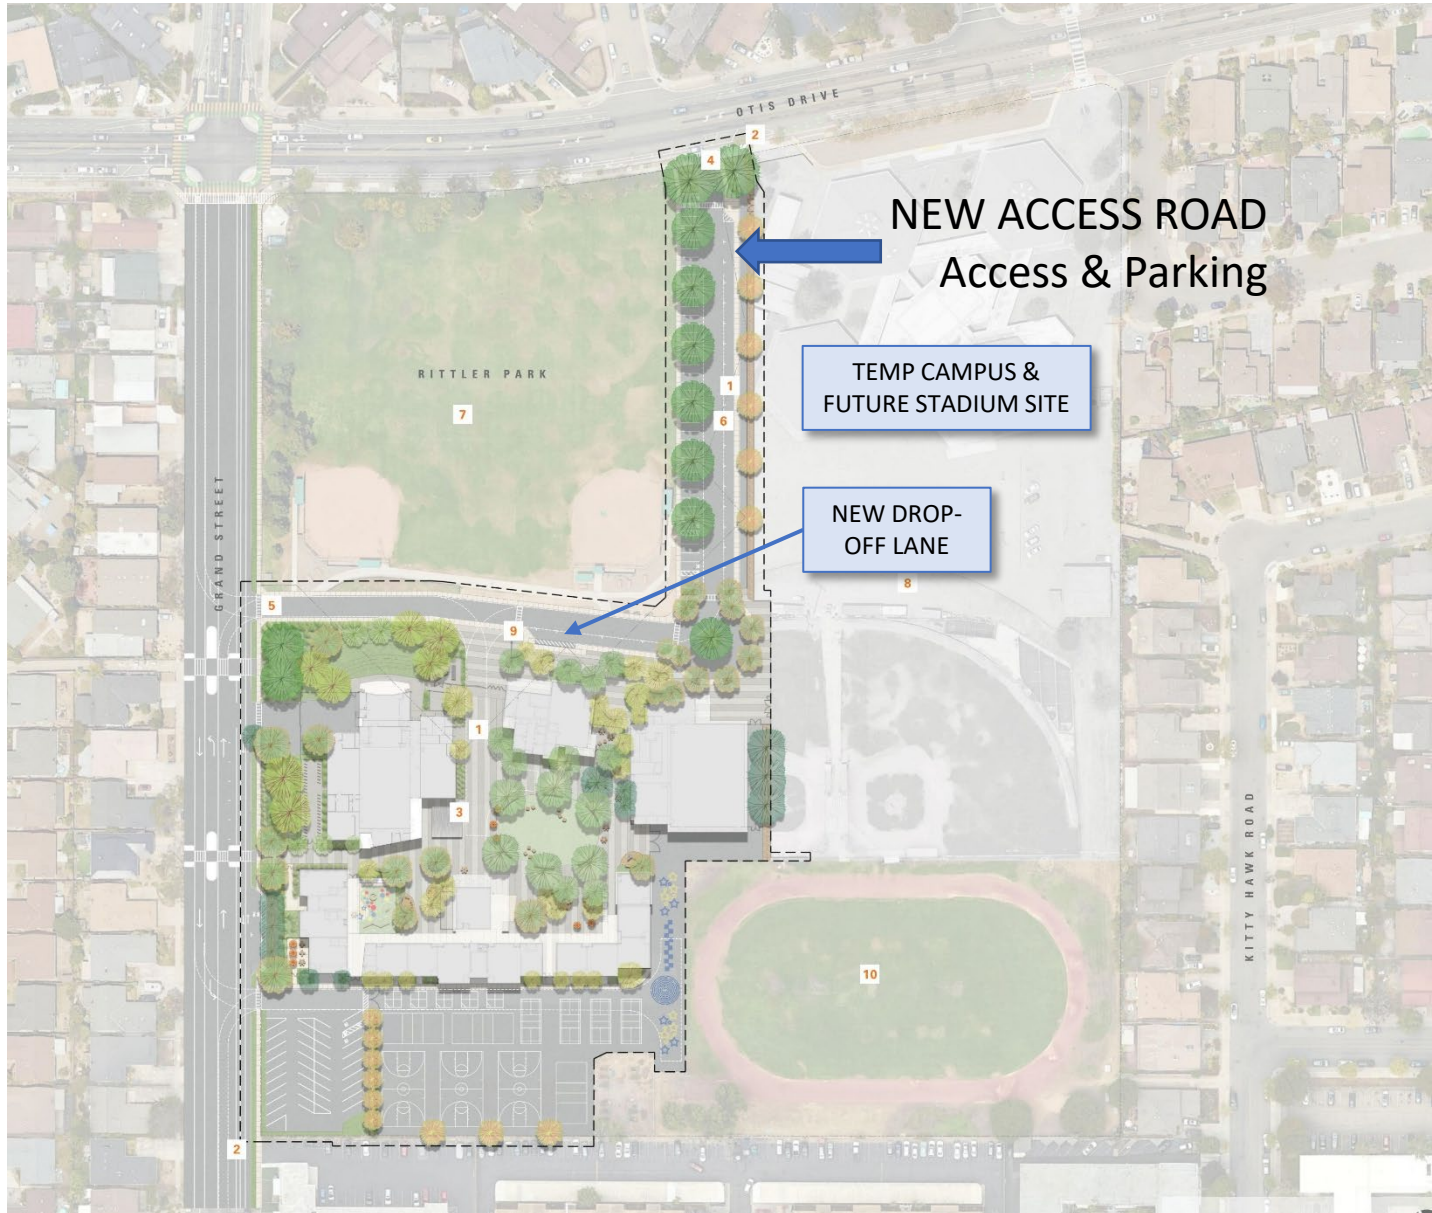 OTIS DRIVE
2
4
NEW ACCESS ROAD
Access & Parking
RITTLER PARK
7
1
6
TEMP CAMPUS &
FUTURE STADIUM SITE
GRAND STREET
NEW DROP-
OFF LANE
8
5
9
1
3
KITTY HAWK ROAD
10
2